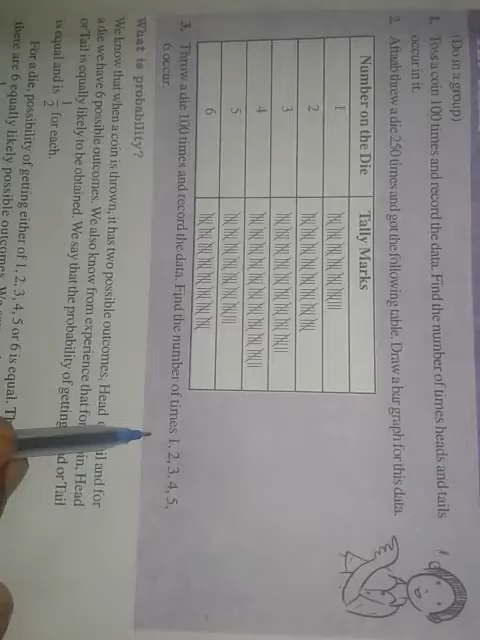 (Do in a group)
1. Toss a coin 100 times and record the data. Find the number of times heads and tails
occur in it.
2. Aftaab threw a die 250 times and got the following table. Draw a bar graph for this data.
Number on the Die Tally Marks
1
2
3
4
5
6
3. Throw a die 100 times and record the data. Find the number of times 1, 2, 3, 4, 5,
6 occur.
What is probability?
We know that when a coin is thrown, it has two possible outcomes, Head and for
a die we have 6 possible outcomes. We also know from experience that for Head
or Tail is equally likely to be obtained. We say that the probability of getting or Tail
is equal and is 1/2 for each.
For a die, possibility of getting either of 1, 2, 3, 4, 5 or 6 is equal.
there are 6 equally likely possible outcomes.